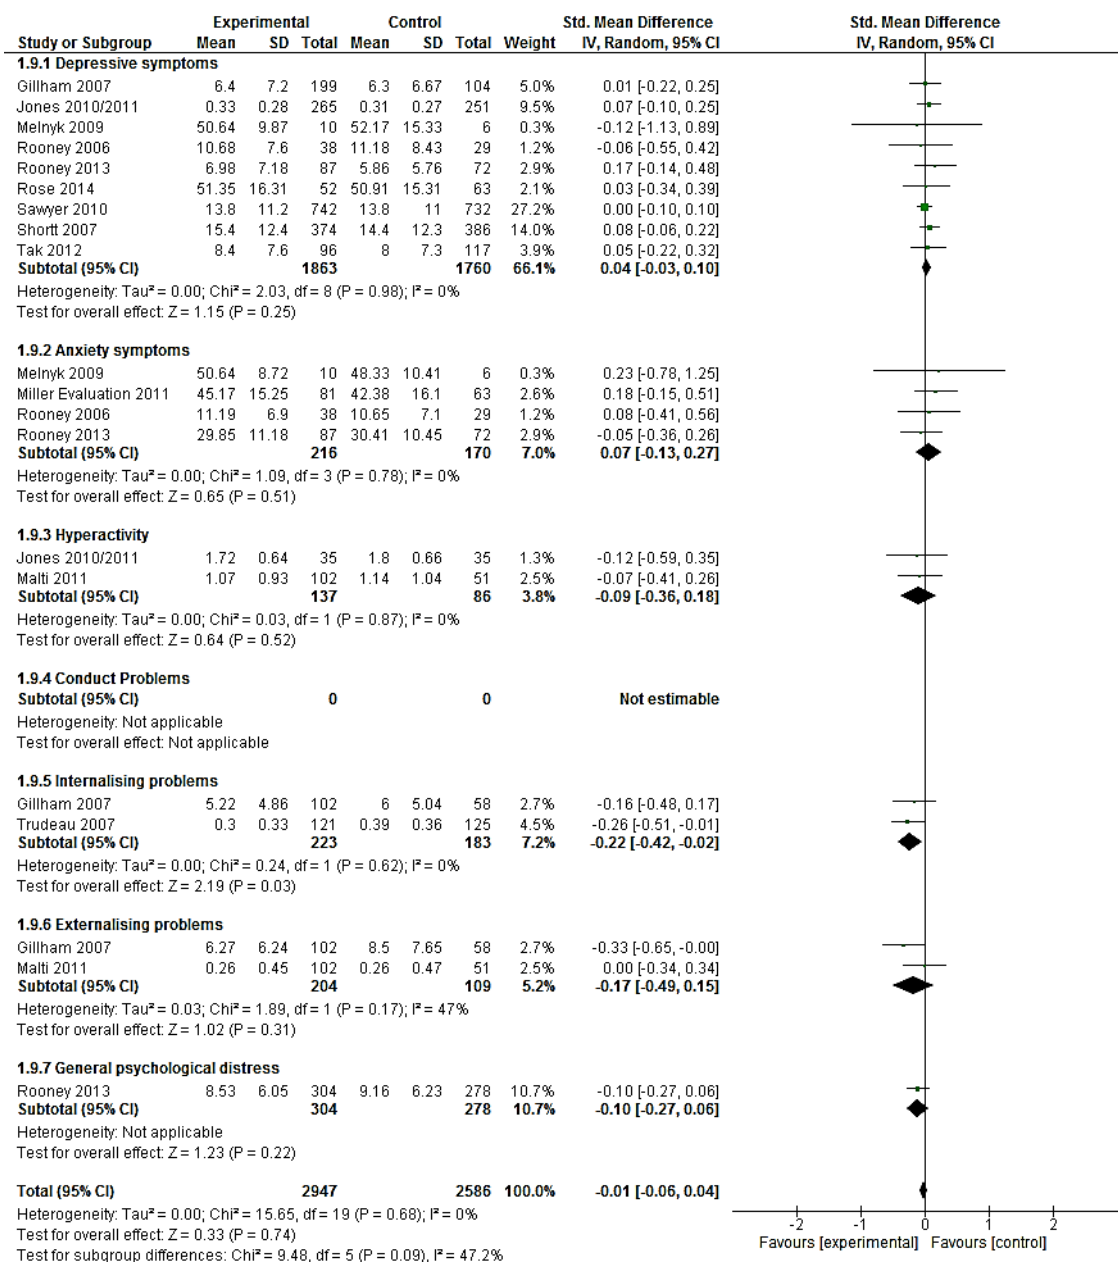 Experimental Control Std. Mean Difference Std. Mean Difference
Study or Subgroup Mean SD Total Mean SD Total Weight IV, Random, 95% CI IV, Random, 95% CI
1.9.1 Depressive symptoms
Gillham 2007 6.4 7.2 199 6.3 6.67 104 5.0% 0.01 [-0.22, 0.25]
Jones 2010/2011 0.33 0.28 265 0.31 0.27 251 9.5% 0.07 [-0.10, 0.25]
Melnyk 2009 50.64 9.87 10 52.17 15.33 6 0.3% -0.12 [-1.13, 0.89]
Rooney 2006 10.68 7.6 38 11.18 8.43 29 1.2% -0.06 [-0.55, 0.42]
Rooney 2013 6.98 7.18 87 5.86 5.76 72 2.9% 0.17 [-0.14, 0.48]
Rose 2014 51.35 16.31 52 50.91 15.31 63 2.1% 0.03 [-0.34, 0.39]
Sawyer 2010 13.8 11.2 742 13.8 11 732 27.2% 0.00 [-0.10, 0.10]
Shortt 2007 15.4 12.4 374 14.4 12.3 386 14.0% 0.08 [-0.06, 0.22]
Tak 2012 8.4 7.6 96 8 7.3 117 3.9% 0.05 [-0.22, 0.32]
Subtotal (95% CI) 1863 1760 66.1% 0.04 [-0.03, 0.10]
Heterogeneity: Tau² = 0.00; Chi² = 2.03, df = 8 (P = 0.98); I² = 0%
Test for overall effect: Z = 1.15 (P = 0.25)
1.9.2 Anxiety symptoms
Melnyk 2009 50.64 8.72 10 48.33 10.41 6 0.3% 0.23 [-0.78, 1.25]
Miller Evaluation 2011 45.17 15.25 81 42.38 16.1 63 2.6% 0.18 [-0.15, 0.51]
Rooney 2006 11.19 6.9 38 10.65 7.1 29 1.2% 0.08 [-0.41, 0.56]
Rooney 2013 29.85 11.18 87 30.41 10.45 72 2.9% -0.05 [-0.36, 0.26]
Subtotal (95% CI) 216 170 7.0% 0.07 [-0.13, 0.27]
Heterogeneity: Tau² = 0.00; Chi² = 1.09, df = 3 (P = 0.78); I² = 0%
Test for overall effect: Z = 0.65 (P = 0.51)
1.9.3 Hyperactivity
Jones 2010/2011 1.72 0.64 35 1.8 0.66 35 1.3% -0.12 [-0.59, 0.35]
Malti 2011 1.07 0.93 102 1.14 1.04 51 2.5% -0.07 [-0.41, 0.26]
Subtotal (95% CI) 137 86 3.8% -0.09 [-0.36, 0.18]
Heterogeneity: Tau² = 0.00; Chi² = 0.03, df = 1 (P = 0.87); I² = 0%
Test for overall effect: Z = 0.64 (P = 0.52)
1.9.4 Conduct Problems
Subtotal (95% CI) 0 0 Not estimable
Heterogeneity: Not applicable
Test for overall effect: Not applicable
1.9.5 Internalising problems
Gillham 2007 5.22 4.86 102 6 5.04 58 2.7% -0.16 [-0.48, 0.17]
Trudeau 2007 0.3 0.33 121 0.39 0.36 125 4.5% -0.26 [-0.51, -0.01]
Subtotal (95% CI) 223 183 7.2% -0.22 [-0.42, -0.02]
Heterogeneity: Tau² = 0.00; Chi² = 0.24, df = 1 (P = 0.62); I² = 0%
Test for overall effect: Z = 2.19 (P = 0.03)
1.9.6 Externalising problems
Gillham 2007 6.27 6.24 102 8.5 7.65 58 2.7% -0.33 [-0.65, -0.00]
Malti 2011 0.26 0.45 102 0.26 0.47 51 2.5% 0.00 [-0.34, 0.34]
Subtotal (95% CI) 204 109 5.2% -0.17 [-0.49, 0.15]
Heterogeneity: Tau² = 0.03; Chi² = 1.89, df = 1 (P = 0.17); I² = 47%
Test for overall effect: Z = 1.02 (P = 0.31)
1.9.7 General psychological distress
Rooney 2013 8.53 6.05 304 9.16 6.23 278 10.7% -0.10 [-0.27, 0.06]
Subtotal (95% CI) 304 278 10.7% -0.10 [-0.27, 0.06]
Heterogeneity: Not applicable
Test for overall effect: Z = 1.23 (P = 0.22)
Total (95% CI) 2947 2586 100.0% -0.01 [-0.06, 0.04]
Heterogeneity: Tau² = 0.00; Chi² = 15.65, df = 19 (P = 0.68); I² = 0%
Test for overall effect: Z = 0.33 (P = 0.74)
Test for subgroup differences: Chi² = 9.48, df = 5 (P = 0.09), I² = 47.2%
-2 -1 0 1 2
Favours [experimental] Favours [control]